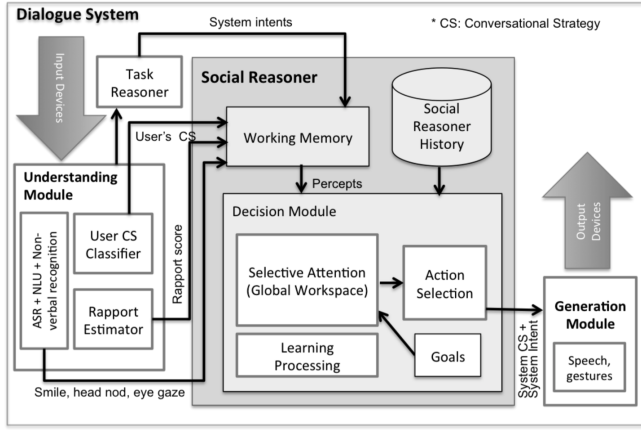 Dialogue System
System intents
* CS: Conversational Strategy
Input Devices
Task
Reasoner
Social Reasoner
User's CS
Working Memory
Social
Reasoner
History
Understanding
Module
Percepts
Decision Module
ASR + NLU + Non-
verbal recognition
User CS
Classifier
Rapport score
Selective Attention
(Global Workspace)
Action
Selection
Output
Devices
Rapport
Estimator
Generation
Module
Learning
Processing
Goals
System CS +
System Intent
Speech,
gestures
Smile, head nod, eye gaze